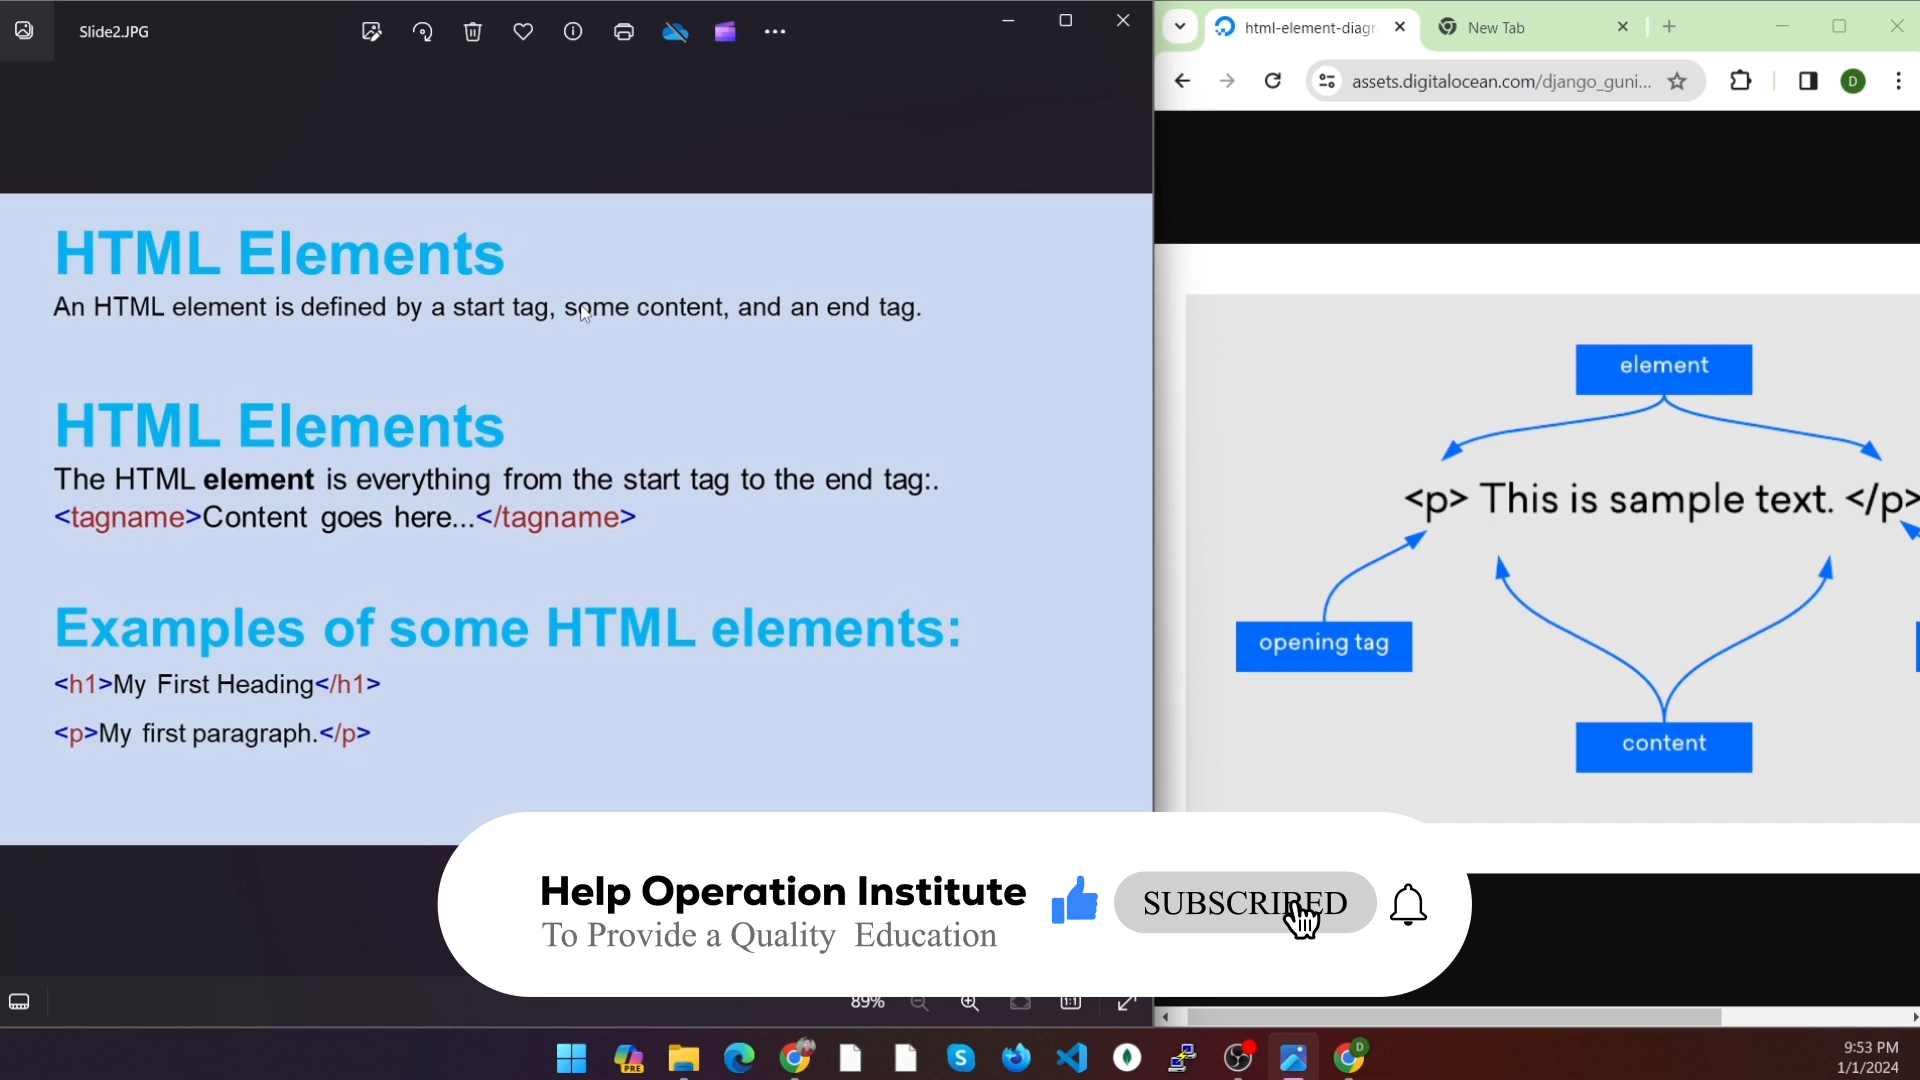 Slide2.JPG
html-element-diagr
New Tab
assets.digitalocean.com/django_guni...
D
HTML Elements
An HTML element is defined by a start tag, some content, and an end tag.
HTML Elements
The HTML element is everything from the start tag to the end tag:.
<tagname>Content goes here...</tagname>
Examples of some HTML elements:
<h1>My First Heading</h1>
<p>My first paragraph.</p>
element
<p> This is sample text. </p>
opening tag
content
Help Operation Institute
To Provide a Quality Education
SUBSCRIBED
89%
1:1
PRE
S
D
9:53 PM
1/1/2024